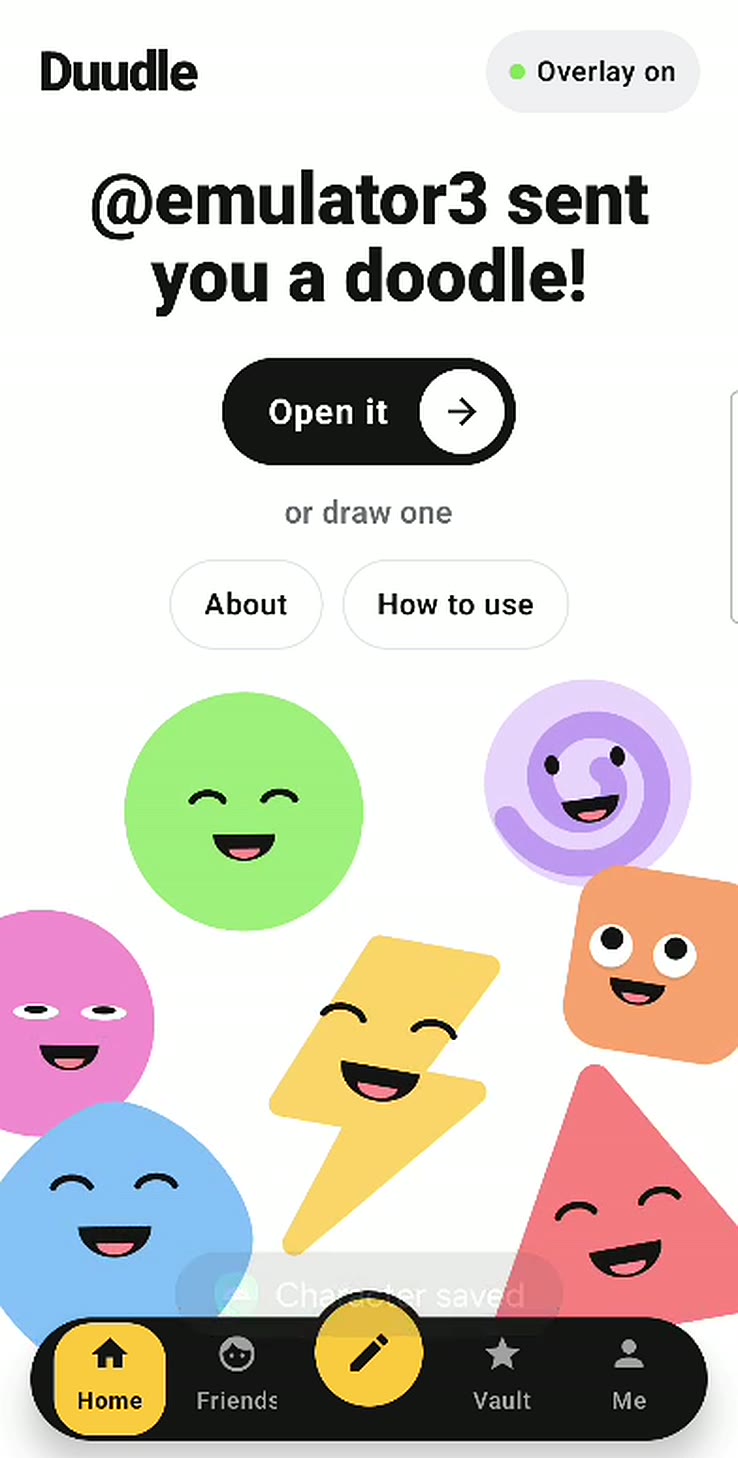 Duudle
Overlay on
@emulator3 sent
you a doodle!
Open it
or draw one
About
How to use
Character saved
Home
Friends
Vault
Me